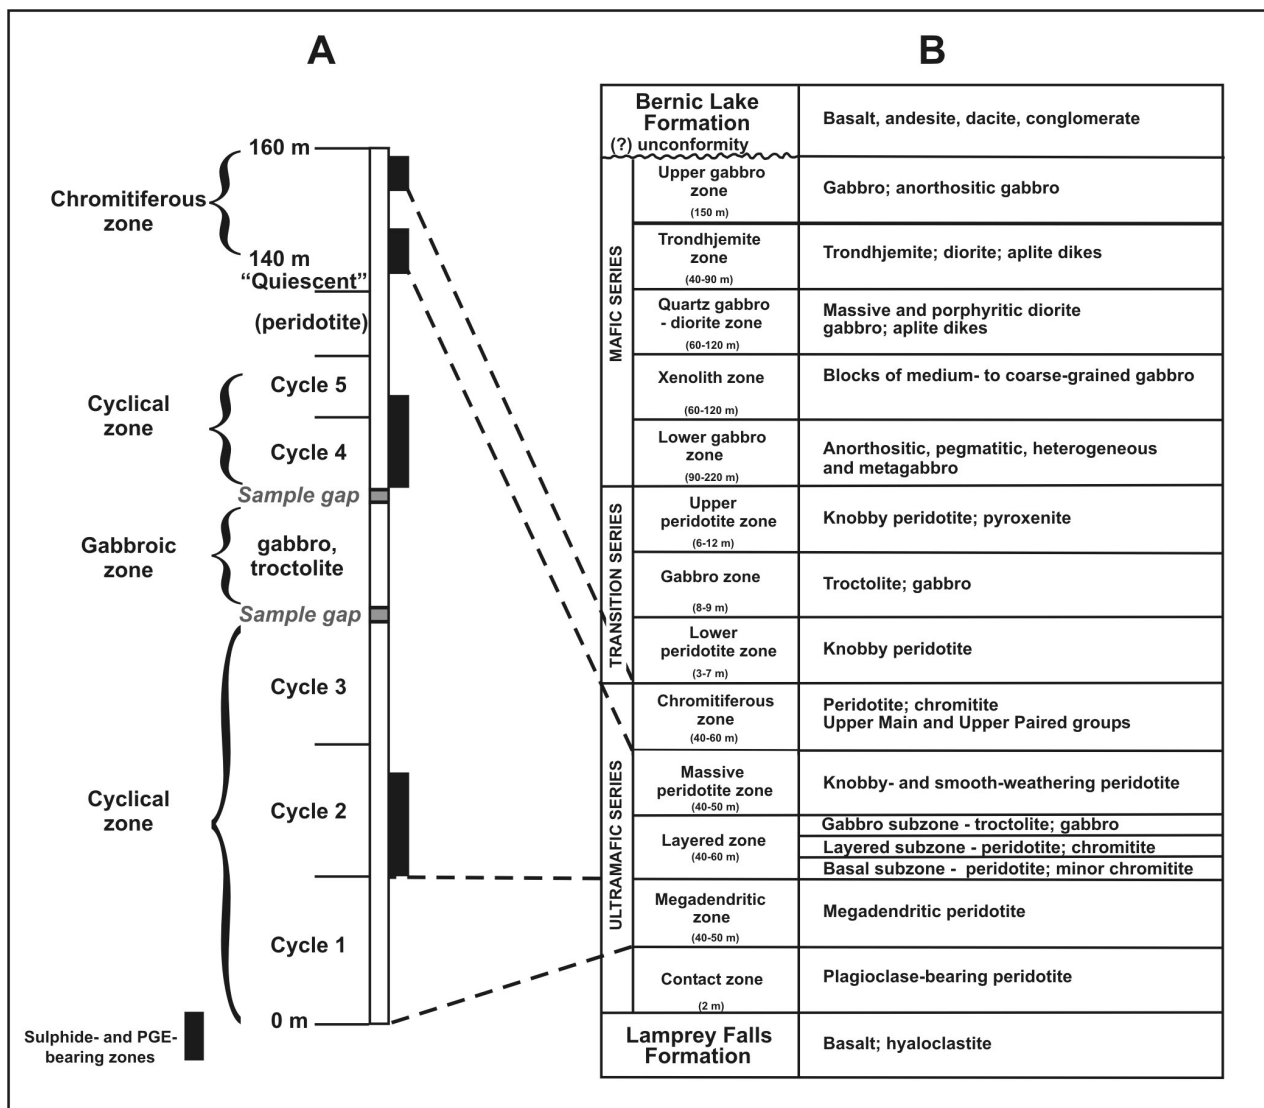 A
160 m
Chromitiferous
zone
140 m
“Quiescent”
(peridotite)
Cycle 5
Cyclical
zone
Cycle 4
Sample gap
Gabbroic
zone
gabbro,
troctolite
Sample gap
Cycle 3
Cyclical
zone
Cycle 2
Cycle 1
0 m
Sulphide- and PGE-
bearing zones
B
Bernic Lake
Formation
(?) unconformity
Basalt, andesite, dacite, conglomerate
MAFIC SERIES
Upper gabbro
zone
(150 m)
Gabbro; anorthositic gabbro
Trondhjemite
zone
(40-90 m)
Trondhjemite; diorite; aplite dikes
Quartz gabbro
- diorite zone
(60-120 m)
Massive and porphyritic diorite
gabbro; aplite dikes
Xenolith zone
(60-120 m)
Blocks of medium- to coarse-grained gabbro
Lower gabbro
zone
(90-220 m)
Anorthositic, pegmatitic, heterogeneous
and metagabbro
TRANSITION SERIES
Upper
peridotite zone
(6-12 m)
Knobby peridotite; pyroxenite
Gabbro zone
(8-9 m)
Troctolite; gabbro
Lower
peridotite zone
(3-7 m)
Knobby peridotite
ULTRAMAFIC SERIES
Chromitiferous
zone
(40-60 m)
Peridotite; chromitite
Upper Main and Upper Paired groups
Massive
peridotite zone
(40-50 m)
Knobby- and smooth-weathering peridotite
Layered zone
(40-60 m)
Gabbro subzone - troctolite; gabbro
Layered subzone - peridotite; chromitite
Basal subzone - peridotite; minor chromitite
Megadendritic
zone
(40-50 m)
Megadendritic peridotite
Contact zone
(2 m)
Plagioclase-bearing peridotite
Lamprey Falls
Formation
Basalt; hyaloclastite